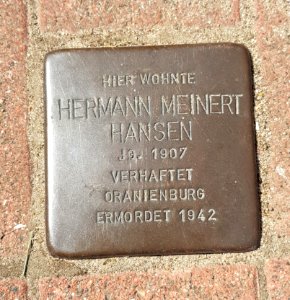 HIER WOHNTE
HERMANN MEINERT
HANSEN
JG. 1907
VERHAFTET
ORANIENBURG
ERMORDET 1942